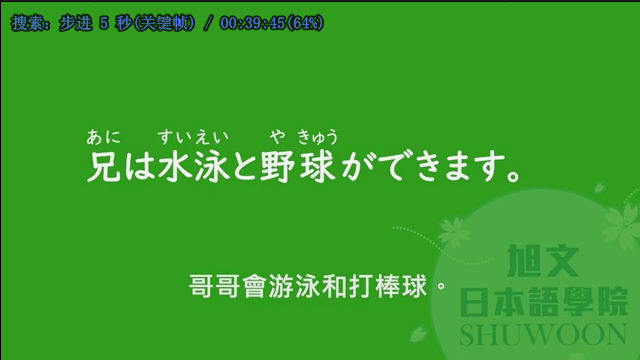 搜索: 步进 5 秒(关键帧) / 00:39:45(64%)
あに すいえい や きゅう
兄は水泳と野球ができます。
哥哥會游泳和打棒球。
旭文
日本語學院
SHUWOON